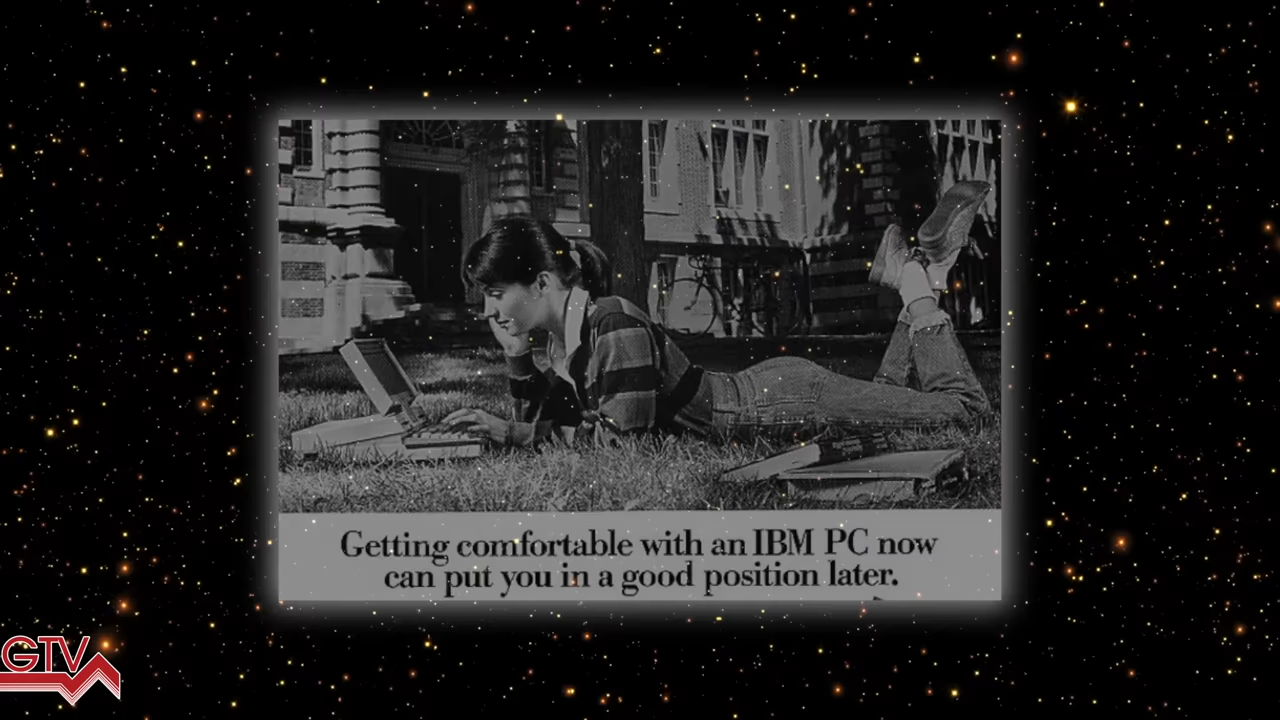 Getting comfortable with an IBM PC now
can put you in a good position later.
GTV